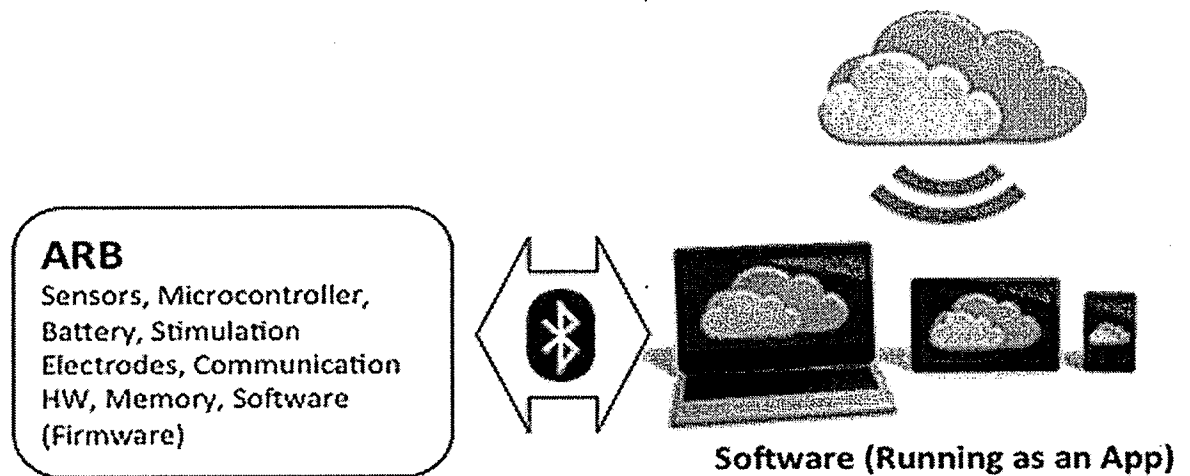 ARB
Sensors, Microcontroller,
Battery, Stimulation
Electrodes, Communication
HW, Memory, Software
(Firmware)
Software (Running as an App)